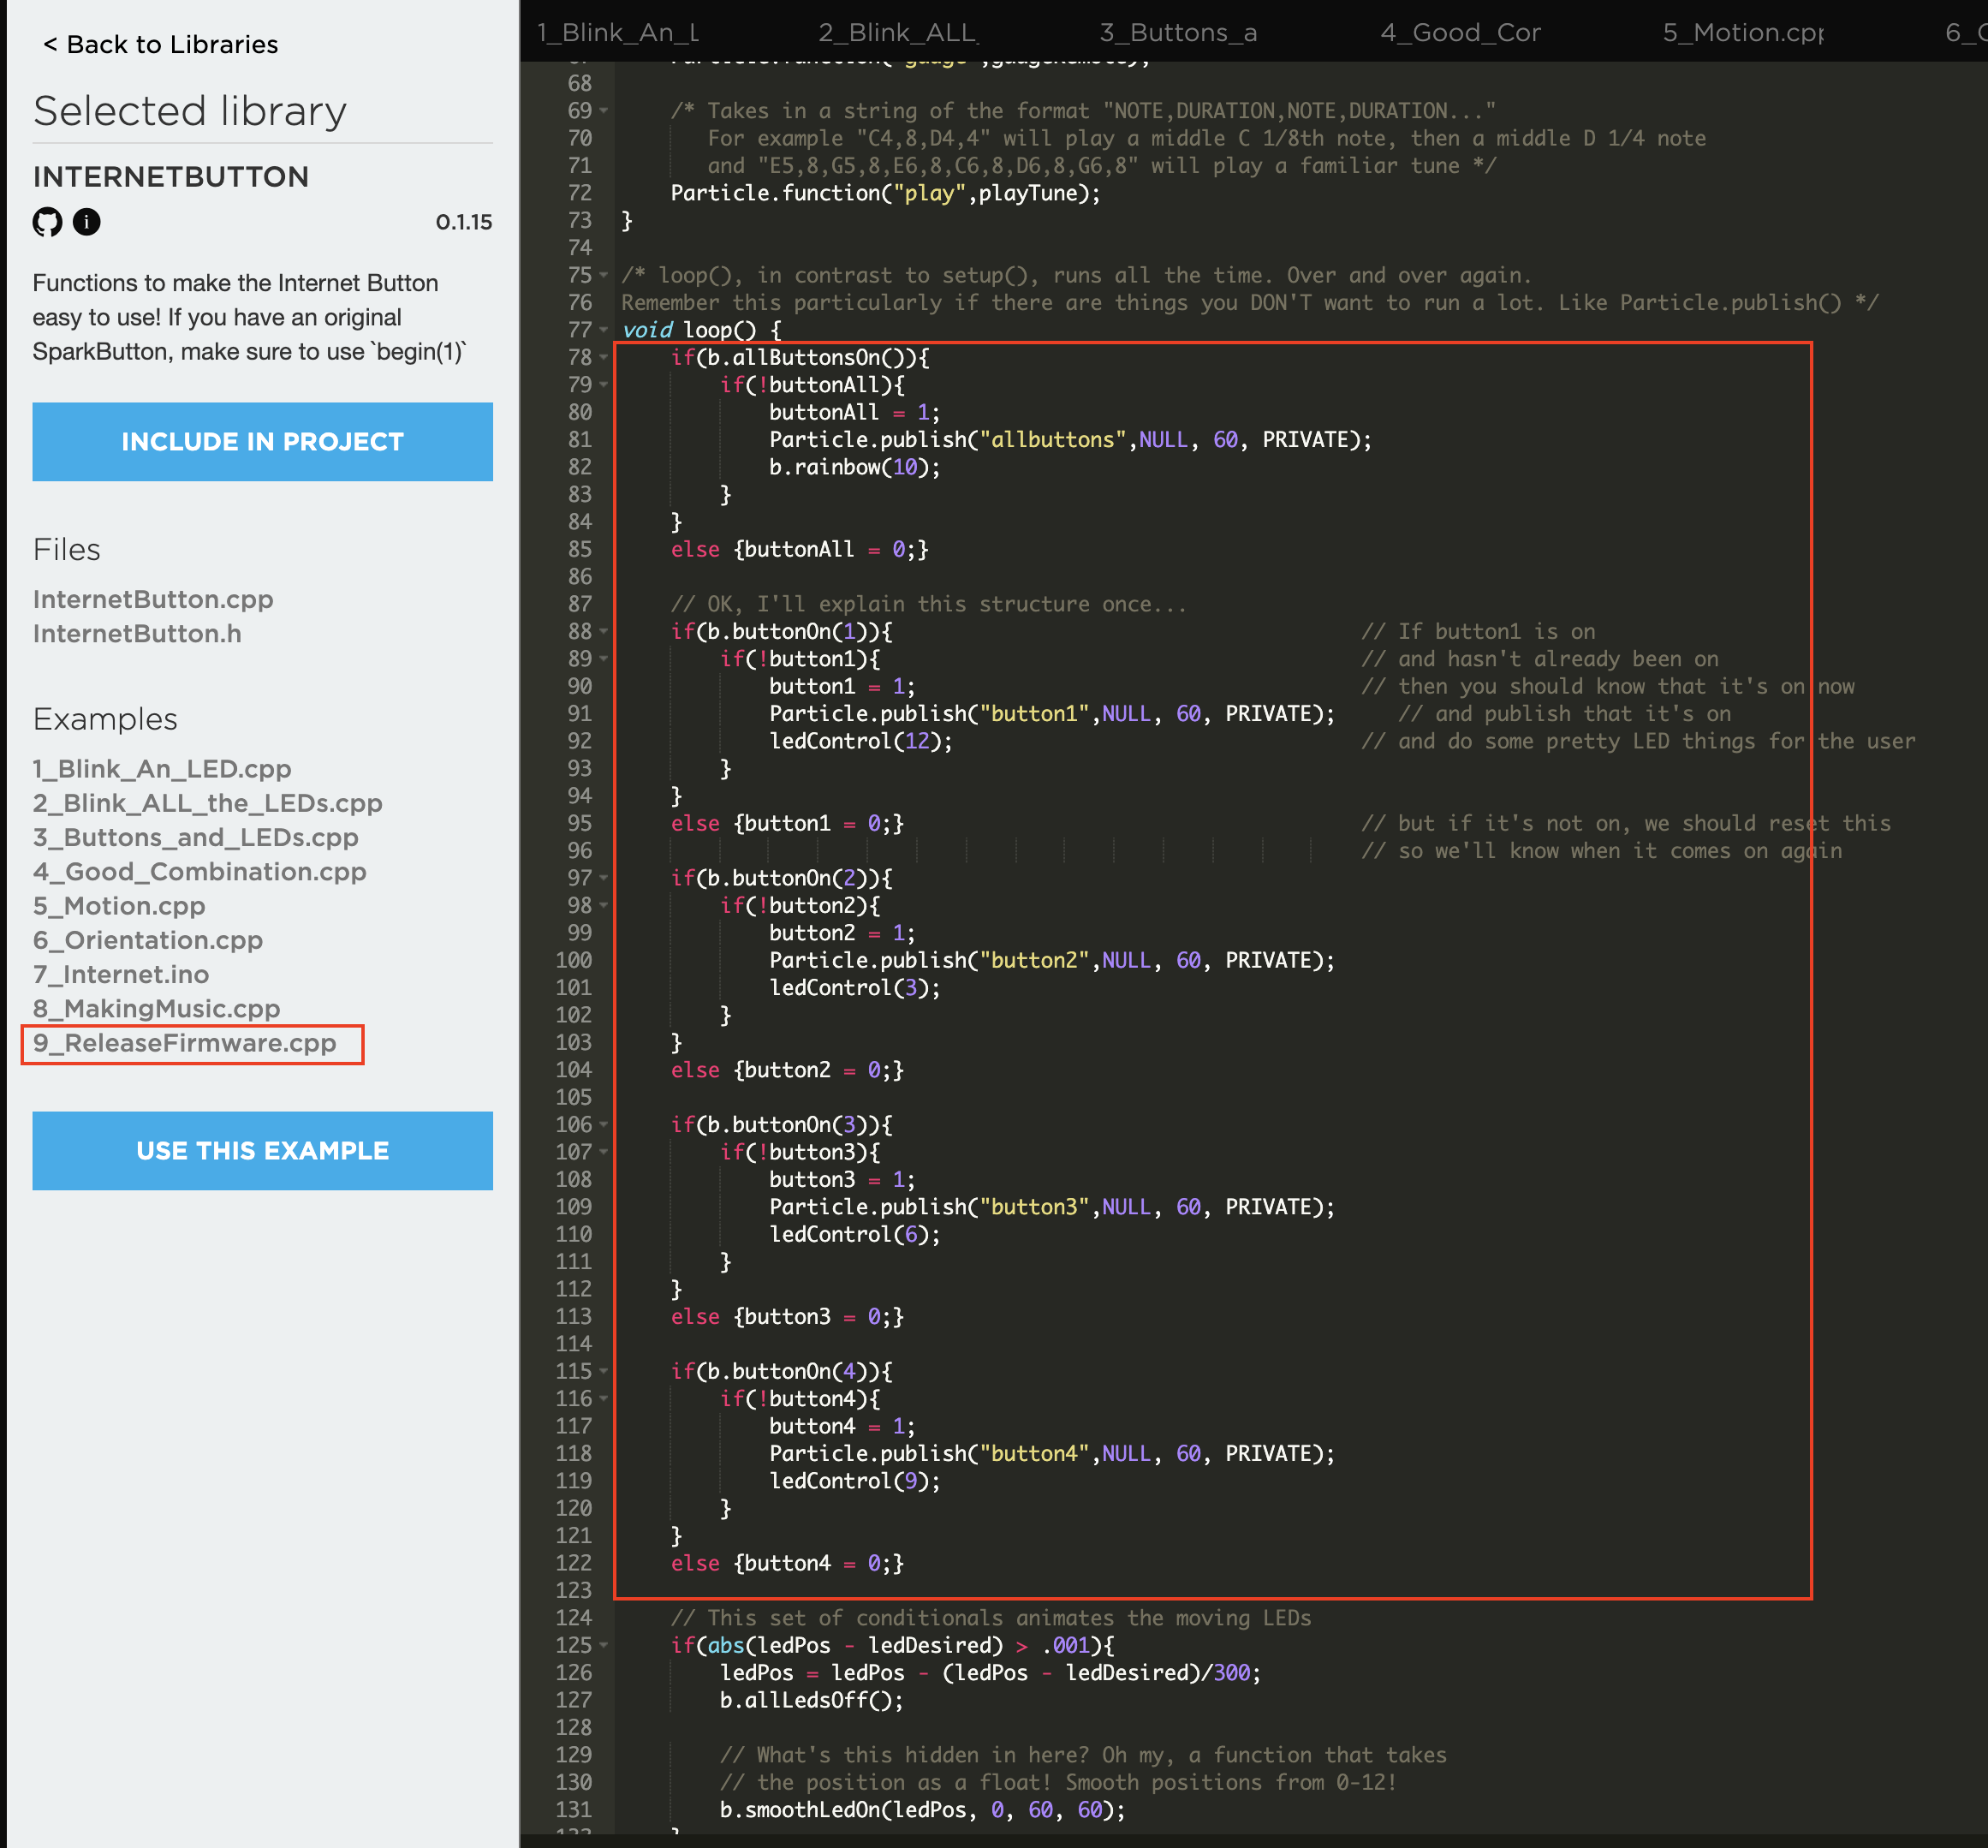 < Back to Libraries
Selected library
INTERNETBUTTON
0.1.15
Functions to make the Internet Button
easy to use! If you have an original
SparkButton, make sure to use `begin(1)`
INCLUDE IN PROJECT
Files
InternetButton.cpp
InternetButton.h
Examples
1_Blink_An_LED.cpp
2_Blink_ALL_the_LEDs.cpp
3_Buttons_and_LEDs.cpp
4_Good_Combination.cpp
5_Motion.cpp
6_Orientation.cpp
7_Internet.ino
8_MakingMusic.cpp
9_ReleaseFirmware.cpp
USE THIS EXAMPLE
1_Blink_An_L 2_Blink_ALL_ 3_Buttons_a 4_Good_Cor 5_Motion.cpp 6_
68
69 /* Takes in a string of the format "NOTE,DURATION,NOTE,DURATION..."
70 For example "C4,8,D4,4" will play a middle C 1/8th note, then a middle D 1/4 note
71 and "E5,8,G5,8,E6,8,C6,8,D6,8,G6,8" will play a familiar tune */
72 Particle.function("play",playTune);
73 }
74
75 /* loop(), in contrast to setup(), runs all the time. Over and over again.
76 Remember this particularly if there are things you DON'T want to run a lot. Like Particle.publish() */
77 void loop() {
78 if(b.allButtonsOn()){
79 if(!buttonAll){
80 buttonAll = 1;
81 Particle.publish("allbuttons",NULL, 60, PRIVATE);
82 b.rainbow(10);
83 }
84 }
85 else {buttonAll = 0;}
86
87 // OK, I'll explain this structure once...
88 if(b.buttonOn(1)){ // If button1 is on
89 if(!button1){ // and hasn't already been on
90 button1 = 1; // then you should know that it's on now
91 Particle.publish("button1",NULL, 60, PRIVATE); // and publish that it's on
92 ledControl(12); // and do some pretty LED things for the user
93 }
94 }
95 else {button1 = 0;} // but if it's not on, we should reset this
96 // so we'll know when it comes on again
97 if(b.buttonOn(2)){
98 if(!button2){
99 button2 = 1;
100 Particle.publish("button2",NULL, 60, PRIVATE);
101 ledControl(3);
102 }
103 }
104 else {button2 = 0;}
105
106 if(b.buttonOn(3)){
107 if(!button3){
108 button3 = 1;
109 Particle.publish("button3",NULL, 60, PRIVATE);
110 ledControl(6);
111 }
112 }
113 else {button3 = 0;}
114
115 if(b.buttonOn(4)){
116 if(!button4){
117 button4 = 1;
118 Particle.publish("button4",NULL, 60, PRIVATE);
119 ledControl(9);
120 }
121 }
122 else {button4 = 0;}
123
124 // This set of conditionals animates the moving LEDs
125 if(abs(ledPos - ledDesired) > .001){
126 ledPos = ledPos - (ledPos - ledDesired)/300;
127 b.allLedsOff();
128
129 // What's this hidden in here? Oh my, a function that takes
130 // the position as a float! Smooth positions from 0-12!
131 b.smoothLedOn(ledPos, 0, 60, 60);